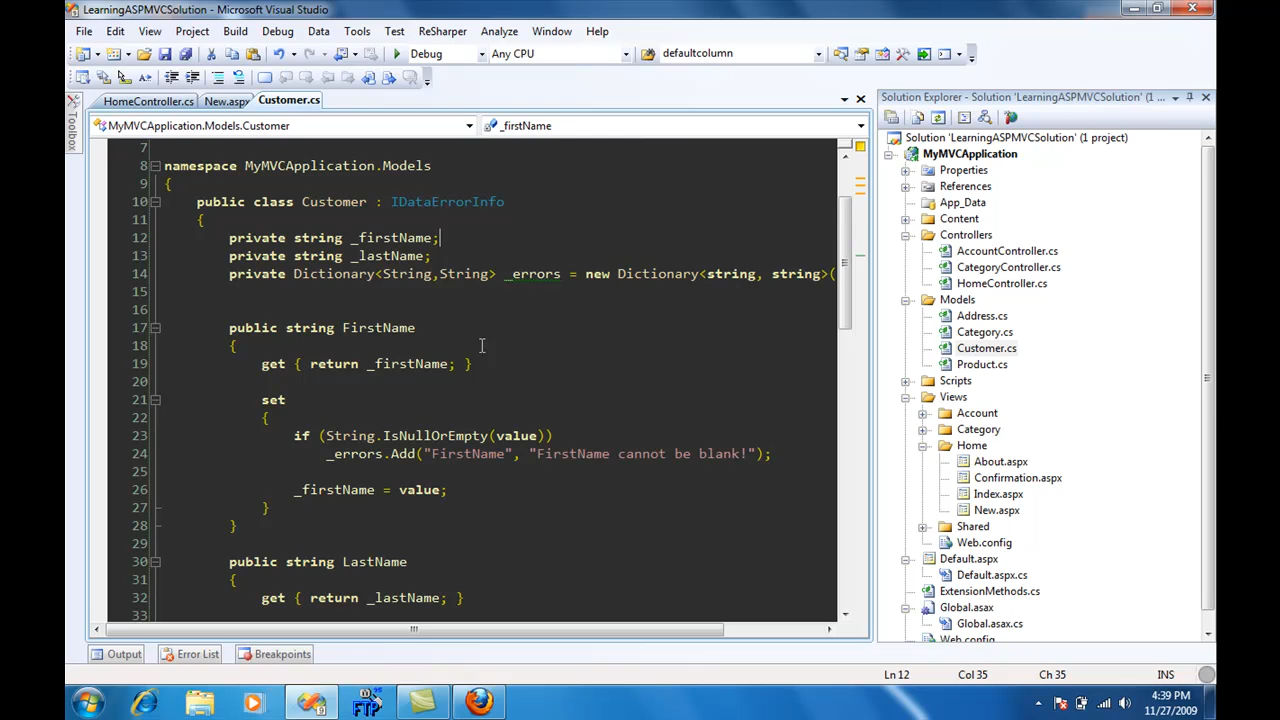 LearningASPMVCSolution - Microsoft Visual Studio
File Edit View Project Build Debug Data Tools Test ReSharper Analyze Window Help
Debug Any CPU defaultcolumn
HomeController.cs New.aspx Customer.cs
MyMVCApplication.Models.Customer _firstName
Toolbox
7
8 namespace MyMVCApplication.Models
9 {
10 public class Customer : IDataErrorInfo
11 {
12 private string _firstName;
13 private string _lastName;
14 private Dictionary<String,String> _errors = new Dictionary<string, string>(
15
16
17 public string FirstName
18 {
19 get { return _firstName; }
20
21 set
22 {
23 if (String.IsNullOrEmpty(value))
24 _errors.Add("FirstName", "FirstName cannot be blank!");
25
26 _firstName = value;
27 }
28 }
29
30 public string LastName
31 {
32 get { return _lastName; }
33
Solution Explorer - Solution 'LearningASPMVCSolution' (1 ...
Solution 'LearningASPMVCSolution' (1 project)
MyMVCApplication
Properties
References
App_Data
Content
Controllers
AccountController.cs
CategoryController.cs
HomeController.cs
Models
Address.cs
Category.cs
Customer.cs
Product.cs
Scripts
Views
Account
Category
Home
About.aspx
Confirmation.aspx
Index.aspx
New.aspx
Shared
Web.config
Default.aspx
Default.aspx.cs
ExtensionMethods.cs
Global.asax
Global.asax.cs
Web.config
Output Error List Breakpoints
Ln 12 Col 35 Ch 35 INS
FTP
4:39 PM
11/27/2009